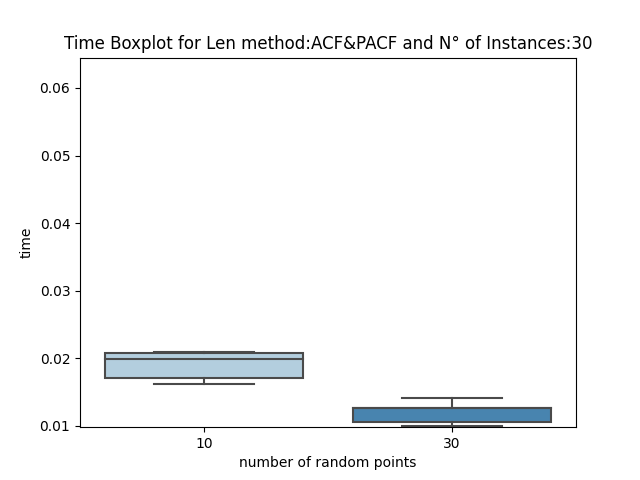 Time Boxplot for Len method:ACF&PACF and N° of Instances:30
0.06
0.05
0.04
0.03
0.02
0.01
time
10
30
number of random points